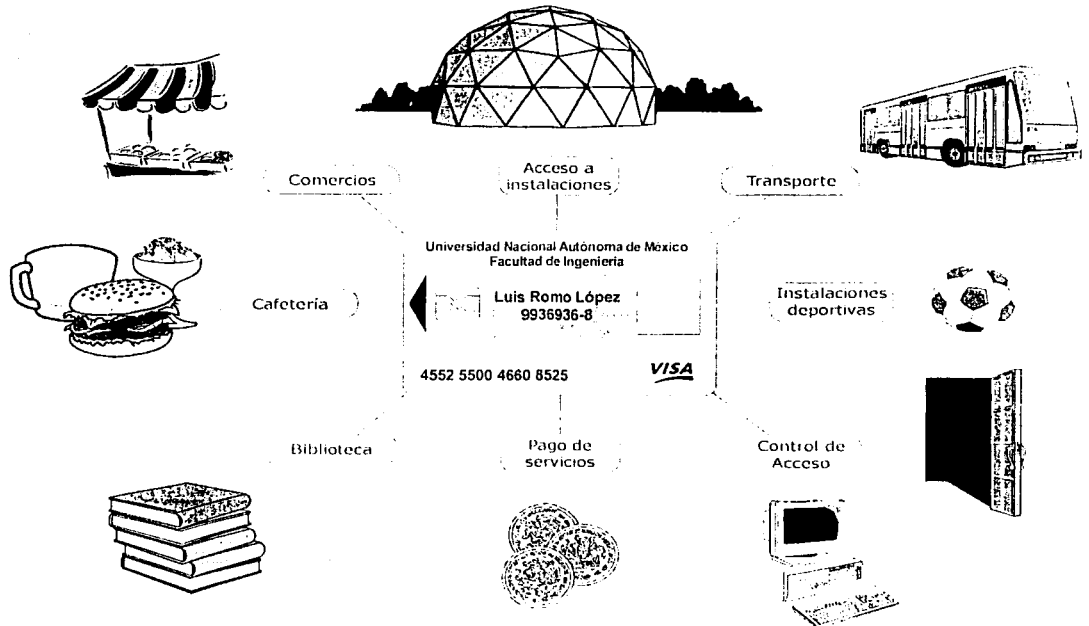 Comercios
Acceso a
instalaciones
Transporte
Universidad Nacional Autónoma de México
Facultad de Ingeniería
Cafetería
Luis Romo López
9936936-8
Instalaciones
deportivas
4552 5500 4660 8525
VISA
Biblioteca
Pago de
servicios
Control de
Acceso